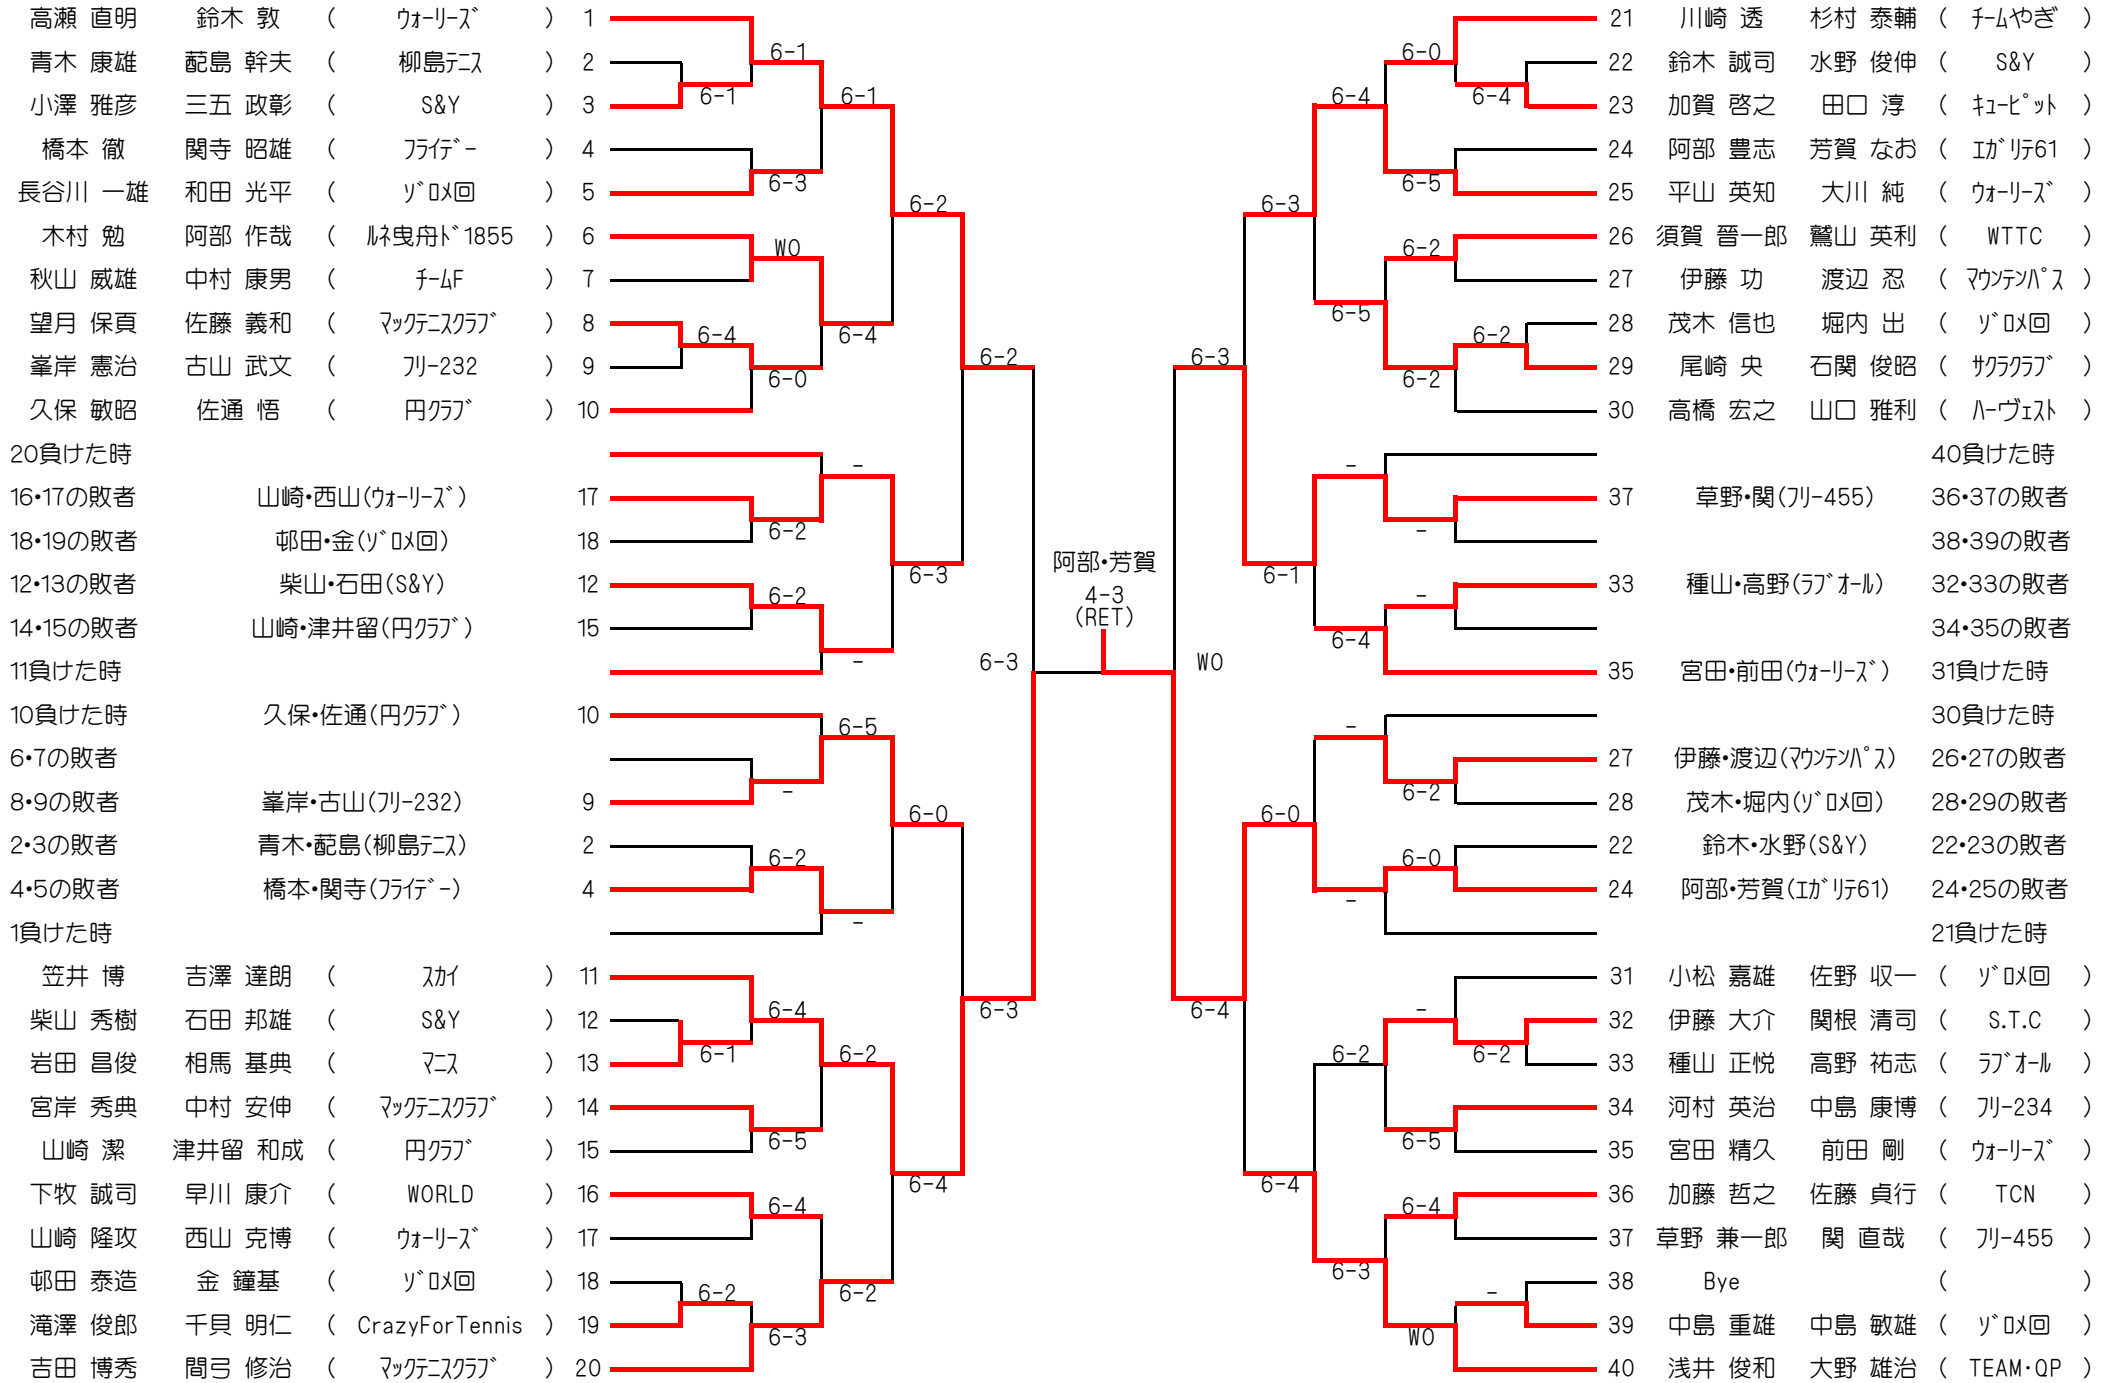 高瀬 直明 鈴木 敦 ( ウォーリーズ ) 1
青木 康雄 蓜島 幹夫 ( 柳島テニス ) 2
小澤 雅彦 三五 政彰 ( S&Y ) 3
橋本 徹 関寺 昭雄 ( フライデー ) 4
長谷川 一雄 和田 光平 ( ゾロメ回 ) 5
木村 勉 阿部 作哉 ( ルネ曳舟ド1855 ) 6
秋山 威雄 中村 康男 ( チームF ) 7
望月 保頁 佐藤 義和 ( マックテニスクラブ ) 8
峯岸 憲治 古山 武文 ( フリー232 ) 9
久保 敏昭 佐通 悟 ( 円クラブ ) 10
20負けた時
16・17の敗者 山崎・西山(ウォーリーズ) 17
18・19の敗者 邨田・金(ゾロメ回) 18
12・13の敗者 柴山・石田(S&Y) 12
14・15の敗者 山崎・津井留(円クラブ) 15
11負けた時
10負けた時 久保・佐通(円クラブ) 10
6・7の敗者
8・9の敗者 峯岸・古山(フリー232) 9
2・3の敗者 青木・蓜島(柳島テニス) 2
4・5の敗者 橋本・関寺(フライデー) 4
1負けた時
笠井 博 吉澤 達朗 ( スカイ ) 11
柴山 秀樹 石田 邦雄 ( S&Y ) 12
岩田 昌俊 相馬 基典 ( マニス ) 13
宮岸 秀典 中村 安伸 ( マックテニスクラブ ) 14
山崎 潔 津井留 和成 ( 円クラブ ) 15
下牧 誠司 早川 康介 ( WORLD ) 16
山崎 隆攻 西山 克博 ( ウォーリーズ ) 17
邨田 泰造 金 鐘基 ( ゾロメ回 ) 18
滝澤 俊郎 千貝 明仁 ( CrazyForTennis ) 19
吉田 博秀 間弓 修治 ( マックテニスクラブ ) 20
6-1
6-1
6-1
6-3
6-2
WO
6-4
6-4
6-0
6-2
-
6-2
6-3
6-2
-
6-3
6-5
-
6-0
6-2
-
6-3
6-4
6-1
6-2
6-5
6-4
6-4
6-2
6-2
6-3
阿部・芳賀
4-3
(RET)
6-0
6-4
6-4
6-5
6-3
6-2
6-5
6-2
6-2
6-3
-
-
6-1
-
6-4
WO
-
6-2
6-0
6-0
-
6-4
-
6-2
6-2
6-5
6-4
6-4
6-3
-
WO
21 川崎 透 杉村 泰輔 ( チームやぎ )
22 鈴木 誠司 水野 俊伸 ( S&Y )
23 加賀 啓之 田口 淳 ( キューピット )
24 阿部 豊志 芳賀 なお ( エガリテ61 )
25 平山 英知 大川 純 ( ウォーリーズ )
26 須賀 晉一郎 鷲山 英利 ( WTTC )
27 伊藤 功 渡辺 忍 ( マウンテンパス )
28 茂木 信也 堀内 出 ( ゾロメ回 )
29 尾崎 央 石関 俊昭 ( サクラクラブ )
30 高橋 宏之 山口 雅利 ( ハーヴェスト )
40負けた時
37 草野・関(フリー455) 36・37の敗者
38・39の敗者
33 種山・高野(ラブオール) 32・33の敗者
34・35の敗者
35 宮田・前田(ウォーリーズ) 31負けた時
30負けた時
27 伊藤・渡辺(マウンテンパス) 26・27の敗者
28 茂木・堀内(ゾロメ回) 28・29の敗者
22 鈴木・水野(S&Y) 22・23の敗者
24 阿部・芳賀(エガリテ61) 24・25の敗者
21負けた時
31 小松 嘉雄 佐野 収一 ( ゾロメ回 )
32 伊藤 大介 関根 清司 ( S.T.C )
33 種山 正悦 高野 祐志 ( ラブオール )
34 河村 英治 中島 康博 ( フリー234 )
35 宮田 精久 前田 剛 ( ウォーリーズ )
36 加藤 哲之 佐藤 貞行 ( TCN )
37 草野 兼一郎 関 直哉 ( フリー455 )
38 Bye ( )
39 中島 重雄 中島 敏雄 ( ゾロメ回 )
40 浅井 俊和 大野 雄治 ( TEAM・QP )